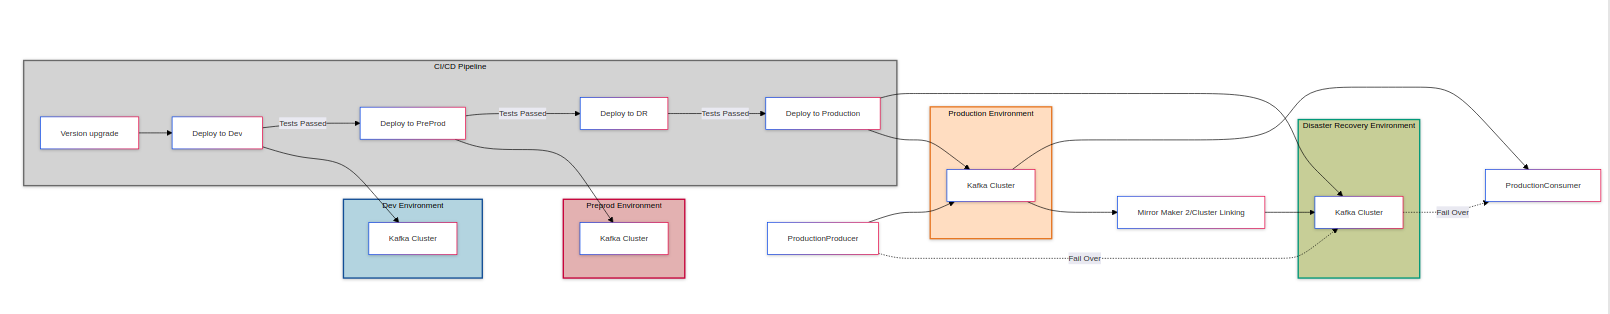 CI/CD Pipeline
Version upgrade
Deploy to Dev
Tests Passed
Deploy to PreProd
Tests Passed
Deploy to DR
Tests Passed
Deploy to Production
Dev Environment
Kafka Cluster
Preprod Environment
Kafka Cluster
ProductionProducer
Production Environment
Kafka Cluster
Fail Over
Mirror Maker 2/Cluster Linking
Disaster Recovery Environment
Kafka Cluster
Fail Over
ProductionConsumer